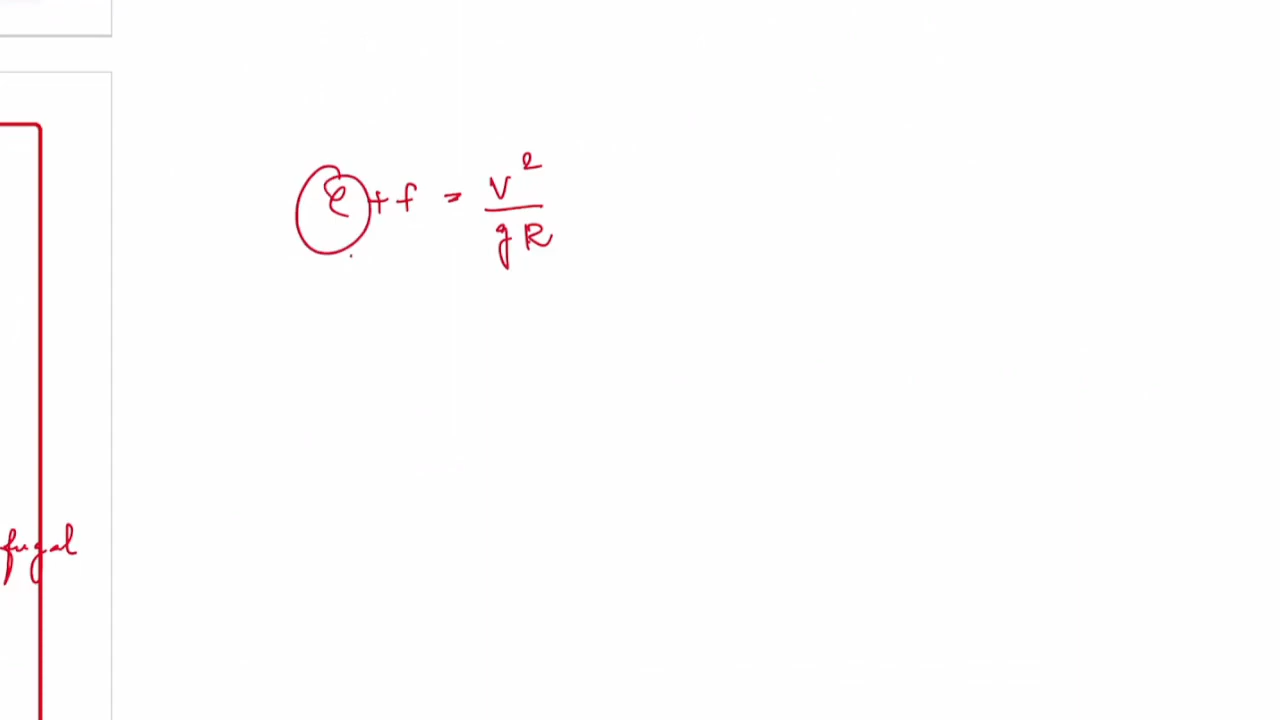 e + f = v²/gR
fugal